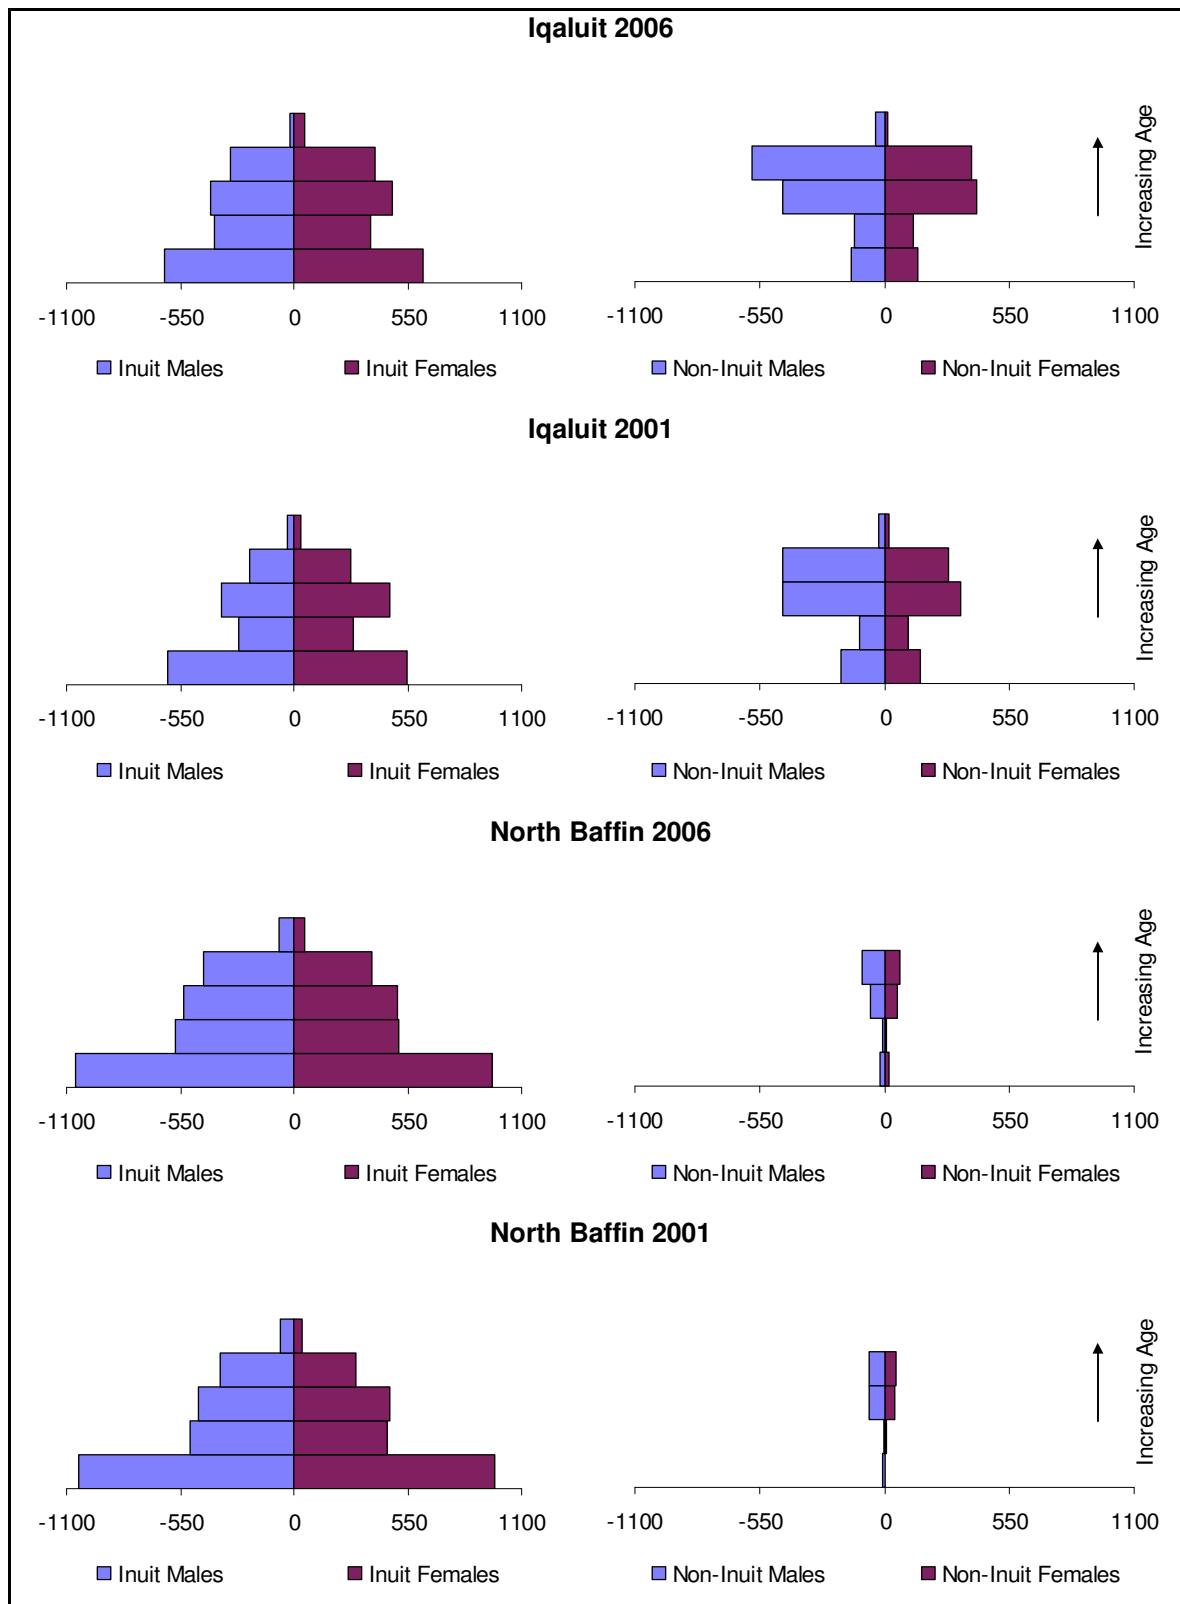 Iqaluit 2006
Increasing Age
-1100 -550 0 550 1100 -1100 -550 0 550 1100
Inuit Males Inuit Females Non-Inuit Males Non-Inuit Females
Iqaluit 2001
Increasing Age
-1100 -550 0 550 1100 -1100 -550 0 550 1100
Inuit Males Inuit Females Non-Inuit Males Non-Inuit Females
North Baffin 2006
Increasing Age
-1100 -550 0 550 1100 -1100 -550 0 550 1100
Inuit Males Inuit Females Non-Inuit Males Non-Inuit Females
North Baffin 2001
Increasing Age
-1100 -550 0 550 1100 -1100 -550 0 550 1100
Inuit Males Inuit Females Non-Inuit Males Non-Inuit Females